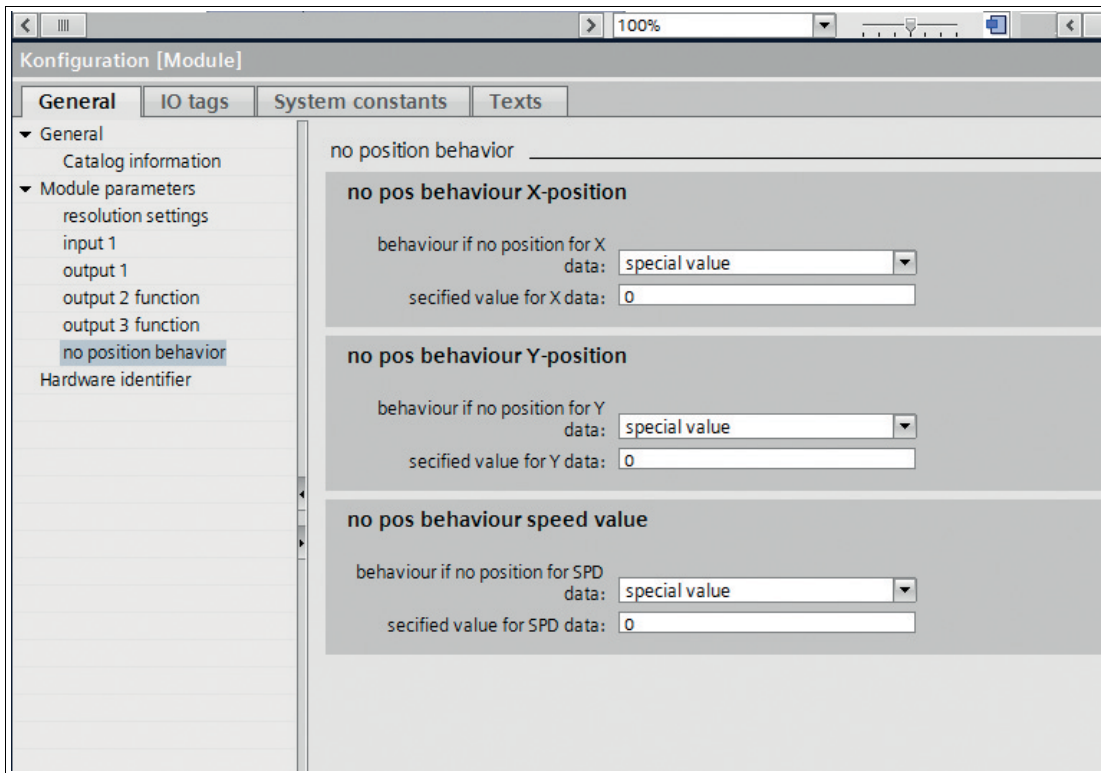 100%
Konfiguration [Module]
General IO tags System constants Texts
General
Catalog information
Module parameters
resolution settings
input 1
output 1
output 2 function
output 3 function
no position behavior
Hardware identifier
no position behavior
no pos behaviour X-position
behaviour if no position for X
data: special value
secified value for X data: 0
no pos behaviour Y-position
behaviour if no position for Y
data: special value
secified value for Y data: 0
no pos behaviour speed value
behaviour if no position for SPD
data: special value
secified value for SPD data: 0